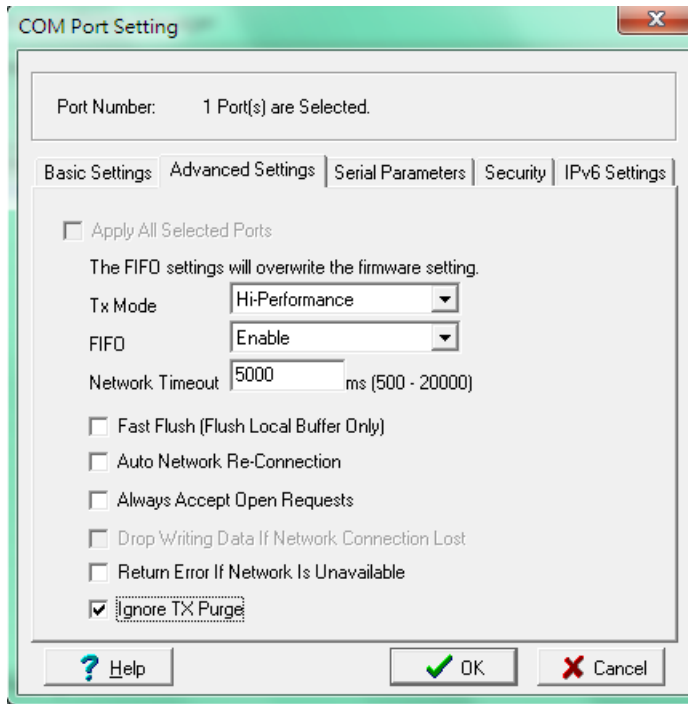 COM Port Setting
Port Number: 1 Port(s) are Selected.
Basic Settings Advanced Settings Serial Parameters Security IPv6 Settings
Apply All Selected Ports
The FIFO settings will overwrite the firmware setting.
Tx Mode Hi-Performance
FIFO Enable
Network Timeout 5000 ms (500 - 20000)
Fast Flush (Flush Local Buffer Only)
Auto Network Re-Connection
Always Accept Open Requests
Drop Writing Data If Network Connection Lost
Return Error If Network Is Unavailable
Ignore TX Purge
Help OK Cancel